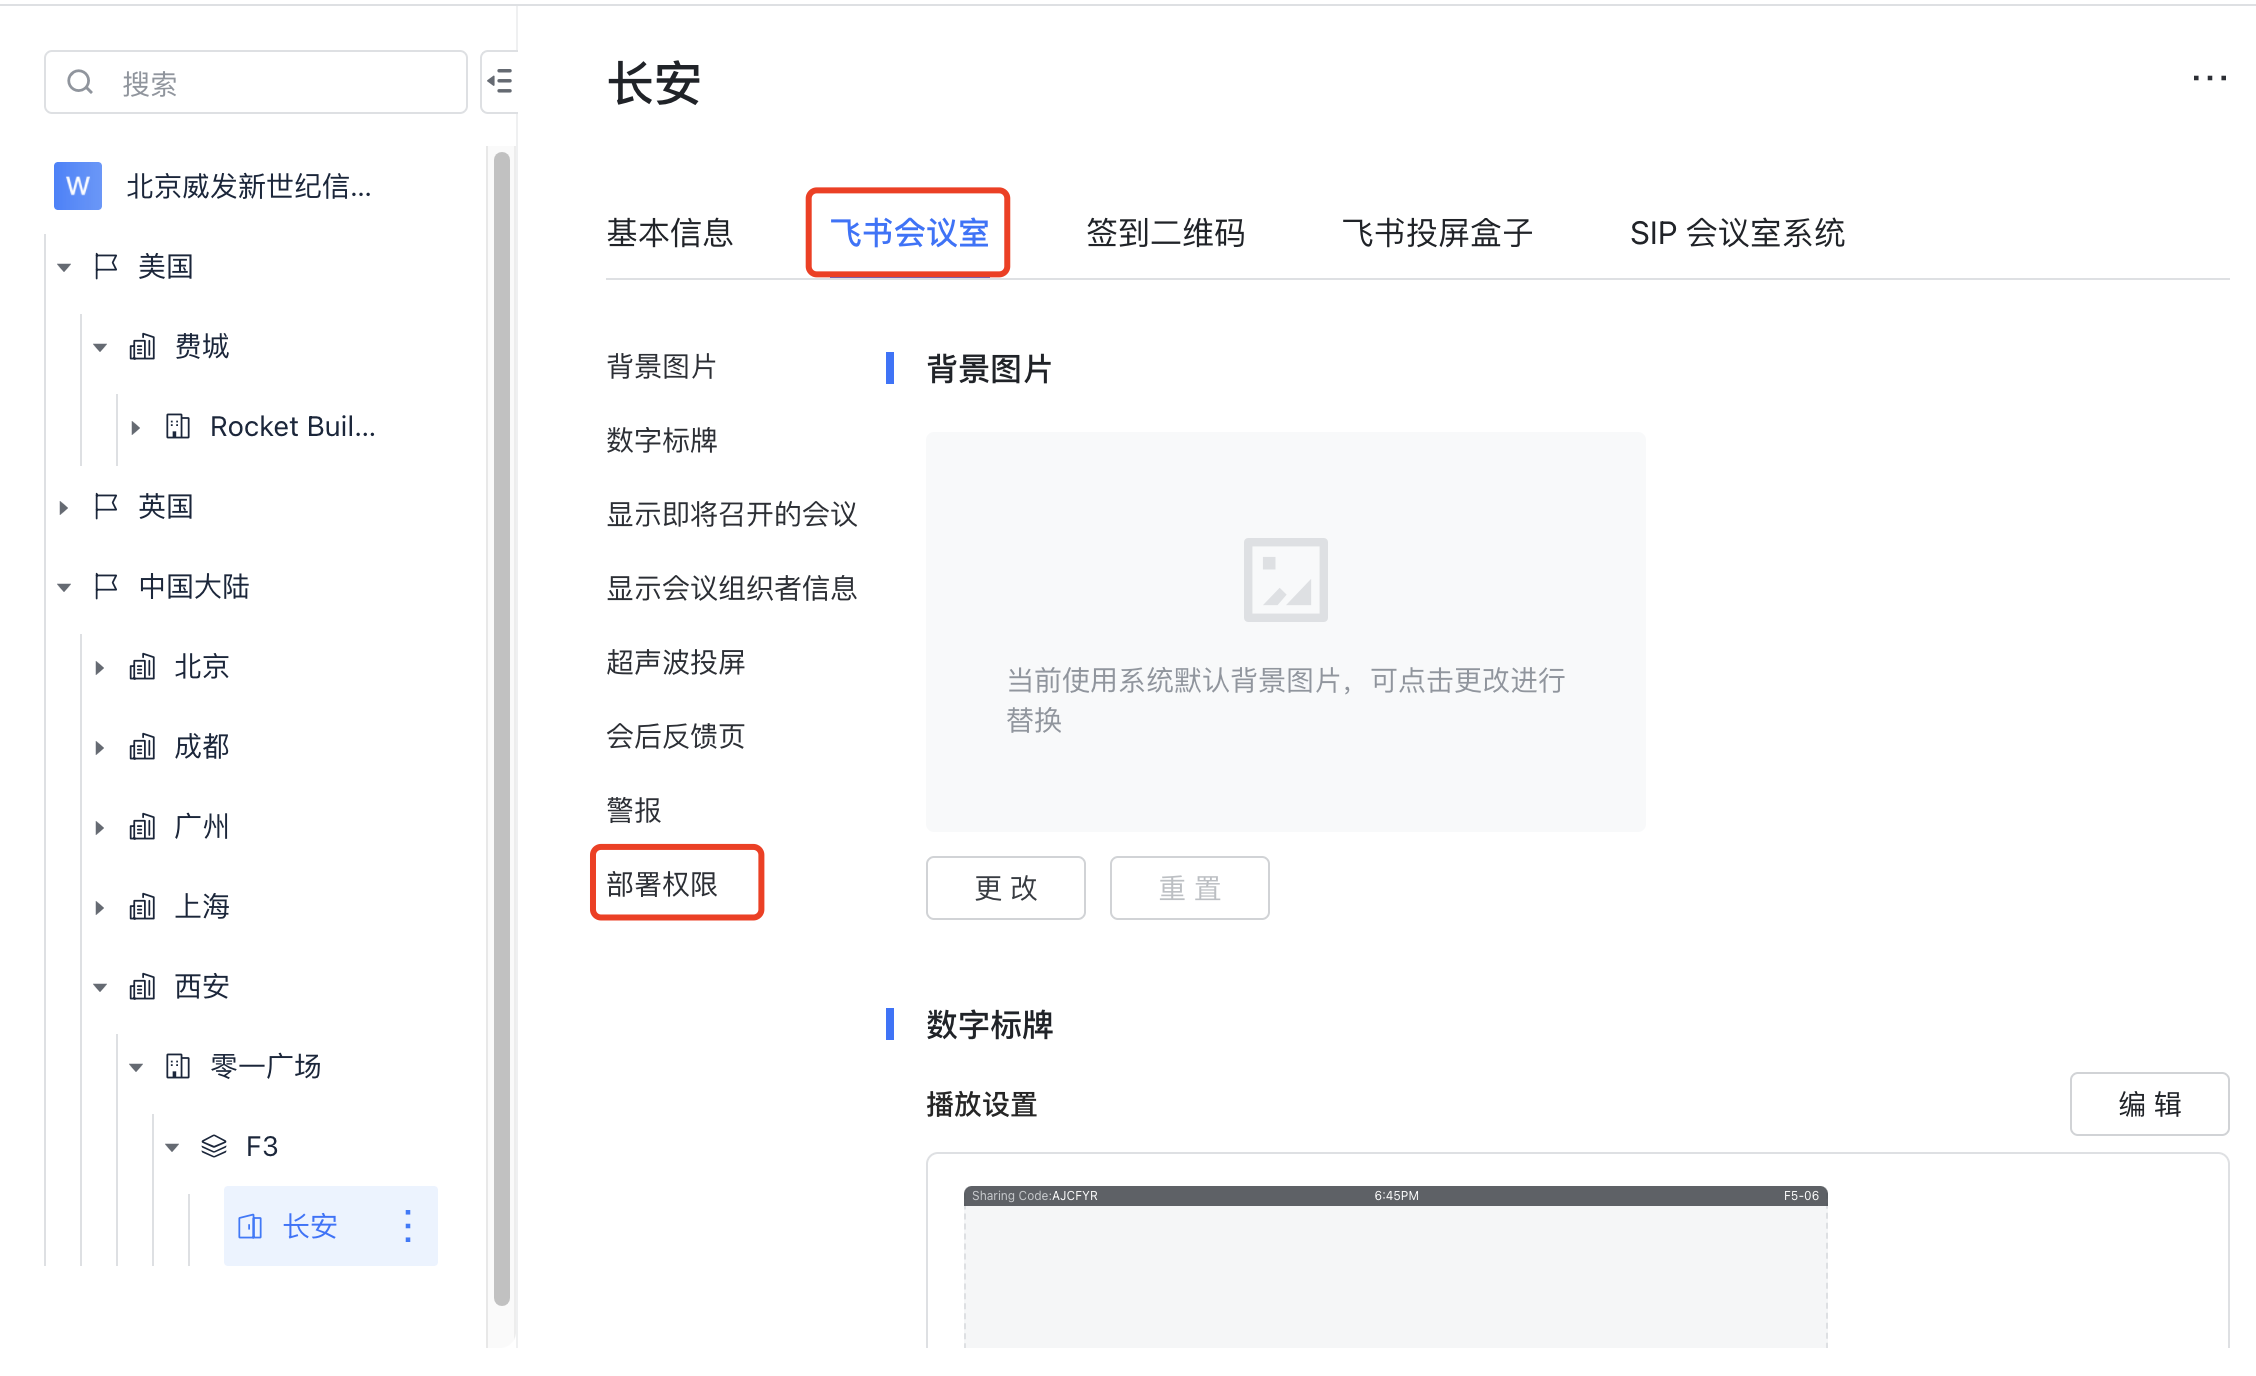 搜索
W 北京威发新世纪信...
美国
费城
Rocket Buil...
英国
中国大陆
北京
成都
广州
上海
西安
零一广场
F3
长安
长安
基本信息 飞书会议室 签到二维码 飞书投屏盒子 SIP 会议室系统
背景图片
数字标牌
显示即将召开的会议
显示会议组织者信息
超声波投屏
会后反馈页
警报
部署权限
背景图片
当前使用系统默认背景图片，可点击更改进行
替换
更改 重置
数字标牌
播放设置 编辑
Sharing Code:AJCFYR 6:45PM F5-06